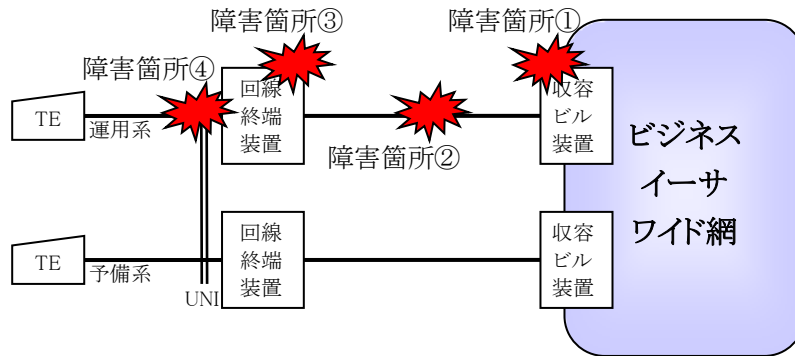 障害箇所③
障害箇所①
障害箇所④
TE
運用系
回線
終端
装置
障害箇所②
収容
ビル
装置
ビジネス
イーサ
ワイド網
TE
予備系
UNI
回線
終端
装置
収容
ビル
装置